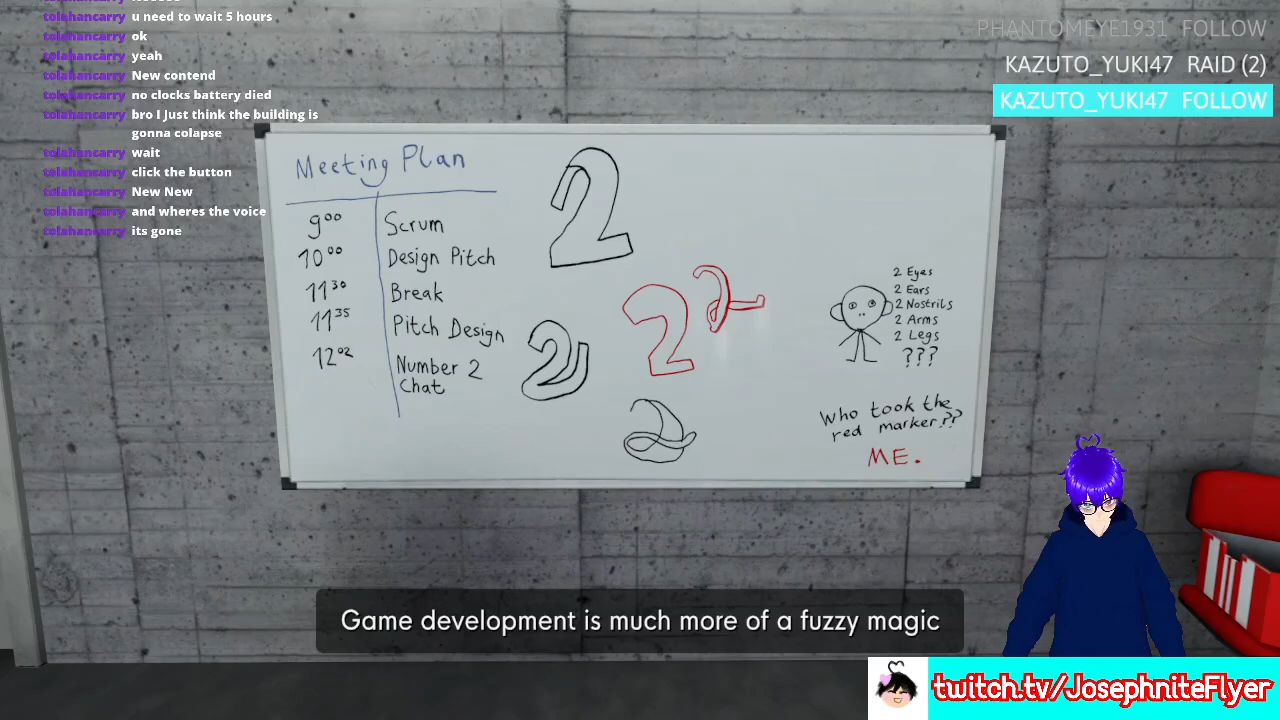 tolahancarry u need to wait 5 hours
tolahancarry ok
tolahancarry yeah
tolahancarry New contend
tolahancarry no clocks battery died
tolahancarry bro I Just think the building is
gonna colapse
tolahancarry wait
tolahancarry click the button
tolahancarry New New
tolahancarry and wheres the voice
tolahancarry its gone
PHANTOMEYE1931 FOLLOW
KAZUTO_YUKI47 RAID (2)
KAZUTO_YUKI47 FOLLOW
Meeting Plan
9⁰⁰ Scrum
10⁰⁰ Design Pitch
11³⁰ Break
11³⁵ Pitch Design
12⁰² Number 2
Chat
2
2
2
2
2
2 Eyes
2 Ears
2 Nostrils
2 Arms
2 Legs
???
Who took the
red marker??
ME.
Game development is much more of a fuzzy magic
twitch.tv/JosephniteFlyer